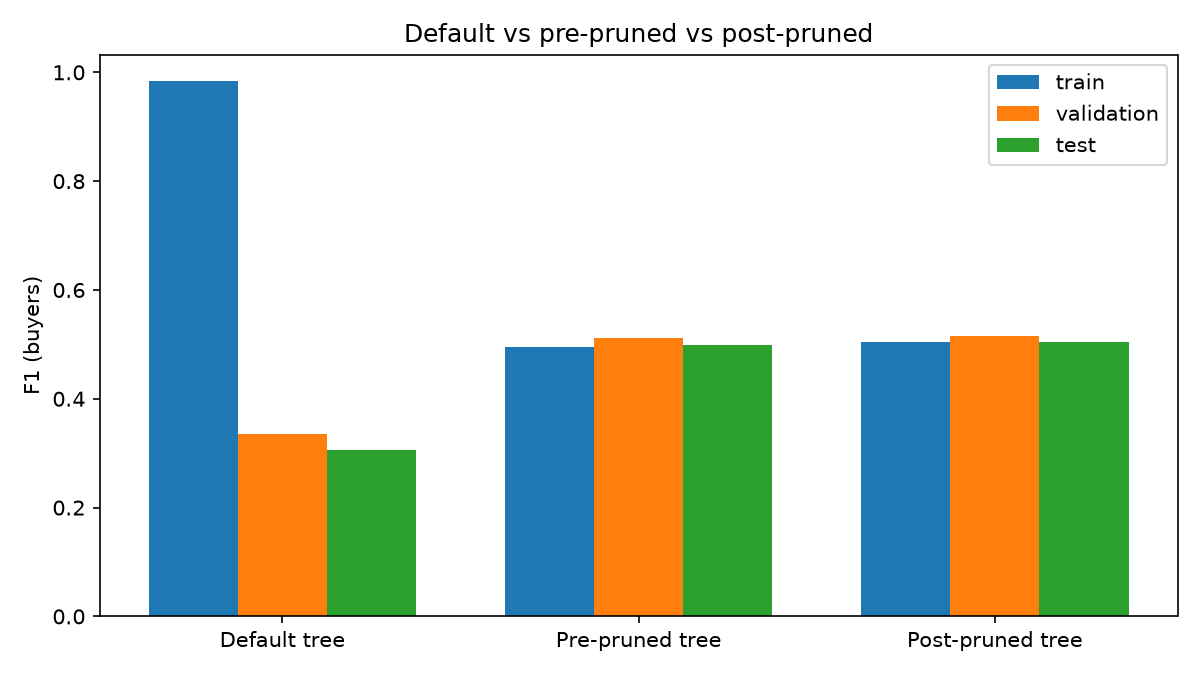 Default vs pre-pruned vs post-pruned
train
validation
test
F1 (buyers)
1.0
0.8
0.6
0.4
0.2
0.0
Default tree
Pre-pruned tree
Post-pruned tree